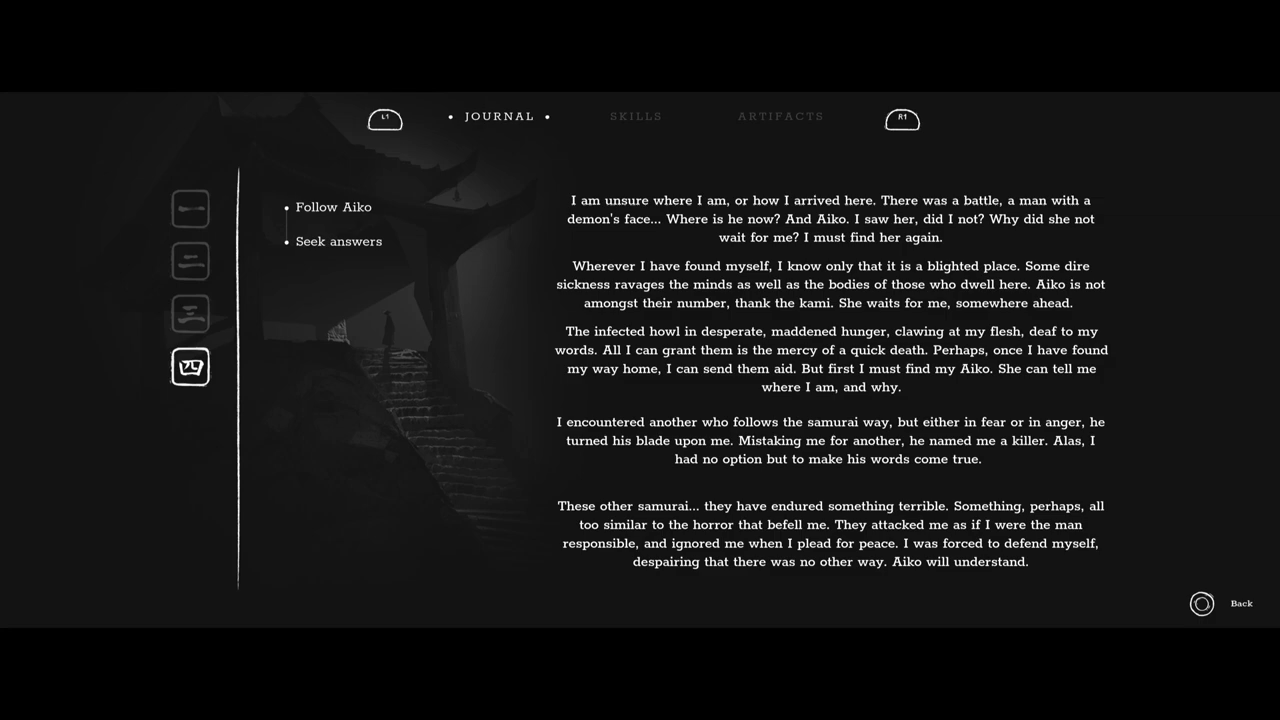 L1
• JOURNAL •
SKILLS
ARTIFACTS
R1
一
二
三
四
• Follow Aiko
• Seek answers
I am unsure where I am, or how I arrived here. There was a battle, a man with a
demon's face... Where is he now? And Aiko. I saw her, did I not? Why did she not
wait for me? I must find her again.
Wherever I have found myself, I know only that it is a blighted place. Some dire
sickness ravages the minds as well as the bodies of those who dwell here. Aiko is not
amongst their number, thank the kami. She waits for me, somewhere ahead.
The infected howl in desperate, maddened hunger, clawing at my flesh, deaf to my
words. All I can grant them is the mercy of a quick death. Perhaps, once I have found
my way home, I can send them aid. But first I must find my Aiko. She can tell me
where I am, and why.
I encountered another who follows the samurai way, but either in fear or in anger, he
turned his blade upon me. Mistaking me for another, he named me a killer. Alas, I
had no option but to make his words come true.
These other samurai... they have endured something terrible. Something, perhaps, all
too similar to the horror that befell me. They attacked me as if I were the man
responsible, and ignored me when I plead for peace. I was forced to defend myself,
despairing that there was no other way. Aiko will understand.
Back